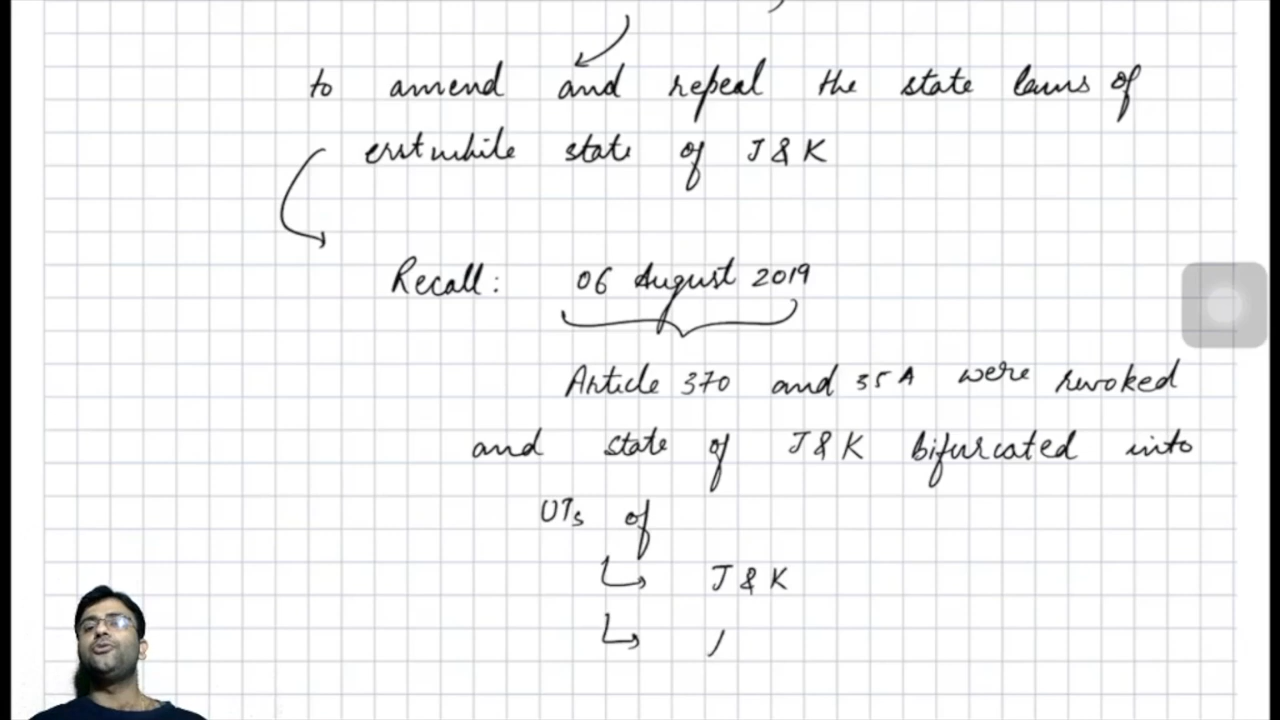 to amend and repeal the state laws of
erstwhile state of J & K
Recall: 06 August 2019
Article 370 and 35A were revoked
and state of J & K bifurcated into
UTs of
J & K